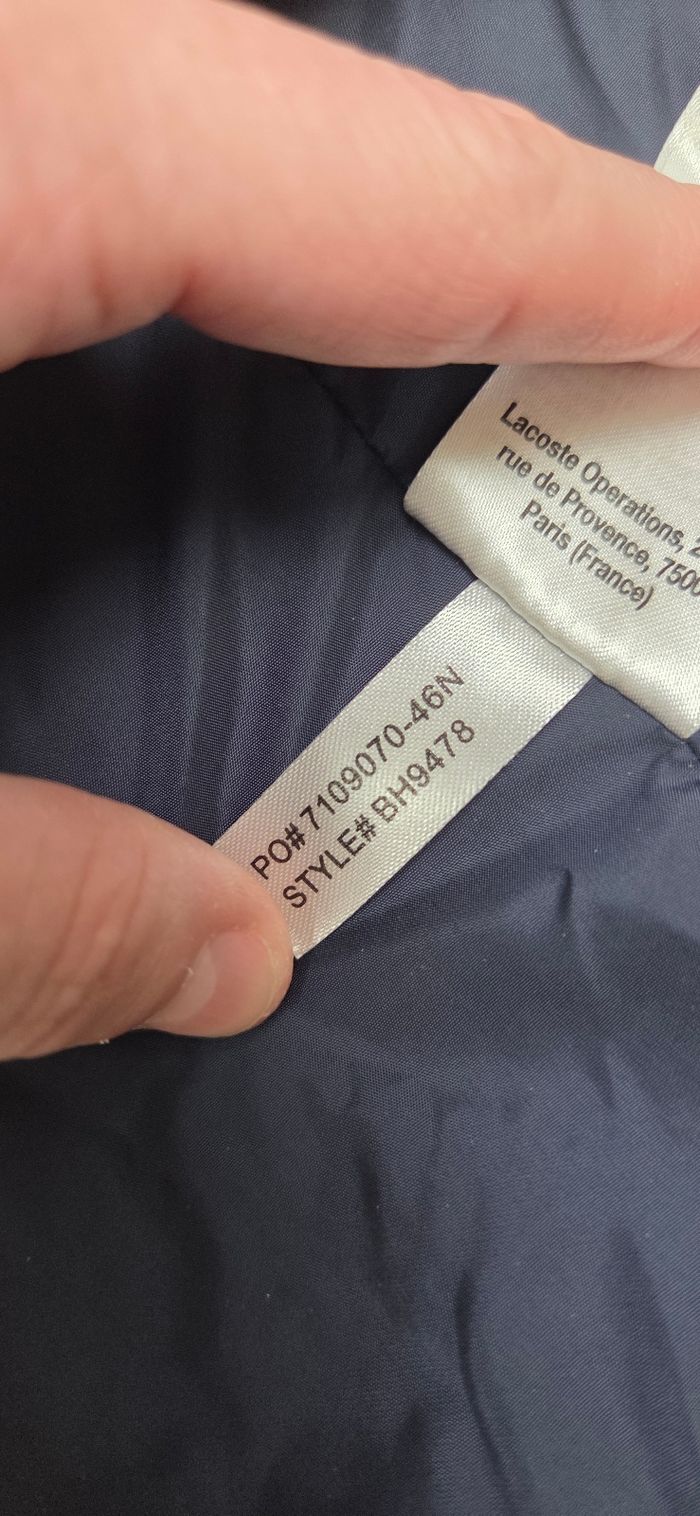 Lacoste Operations,
rue de Provence,
Paris (France)
PO# 7109070-46N
STYLE# BH9478